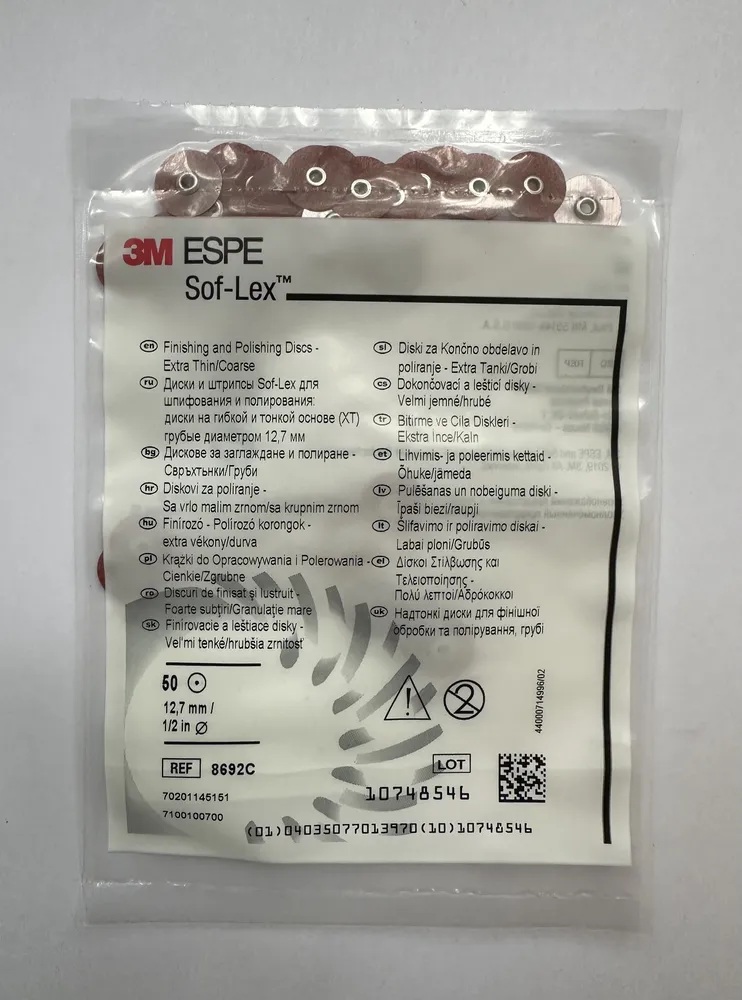 3M ESPE
Sof-Lex™
en Finishing and Polishing Discs -
Extra Thin/Coarse
ru Диски и штрипсы Sof-Lex для
шлифования и полирования:
диски на гибкой и тонкой основе (XT)
грубые диаметром 12,7 мм
bg Дискове за заглаждане и полиране -
Свръхтънки/Груби
hr Diskovi za poliranje -
Sa vrlo malim zrnom/sa krupnim zrnom
hu Finírozó - Polírozó korongok -
extra vékony/durva
pl Krążki do Opracowywania i Polerowania -
Cienkie/Zgrubne
ro Discuri de finisat şi lustruit -
Foarte subţiri/Granulaţie mare
sk Finirovacie a leštiace disky -
Veľmi tenké/hrubšia zrnitosť
sl Diski za Končno obdelavo in
poliranje - Extra Tanki/Grobi
cs Dokončovací a leštící disky -
Velmi jemné/hrubé
tr Bitirme ve Cila Diskleri -
Ekstra İnce/Kalın
et Lihvimis- ja poleerimis kettaid -
Õhuke/jämeda
lv Pulēšanas un nobeiguma diski -
Īpaši biezi/raupji
lt Šlifavimo ir poliravimo diskai -
Labai ploni/Grubūs
el Δίσκοι Στίλβωσης και
Τελειοποίησης -
Πολύ λεπτοί/Αδρόκοκκοι
uk Надтонкі диски для фінішної
обробки та полірування, грубі
50
12,7 mm /
1/2 in ⌀
REF 8692C
70201145151
7100100700
2
44000714996/02
LOT
10748546
(01)04035077013970(10)10748546